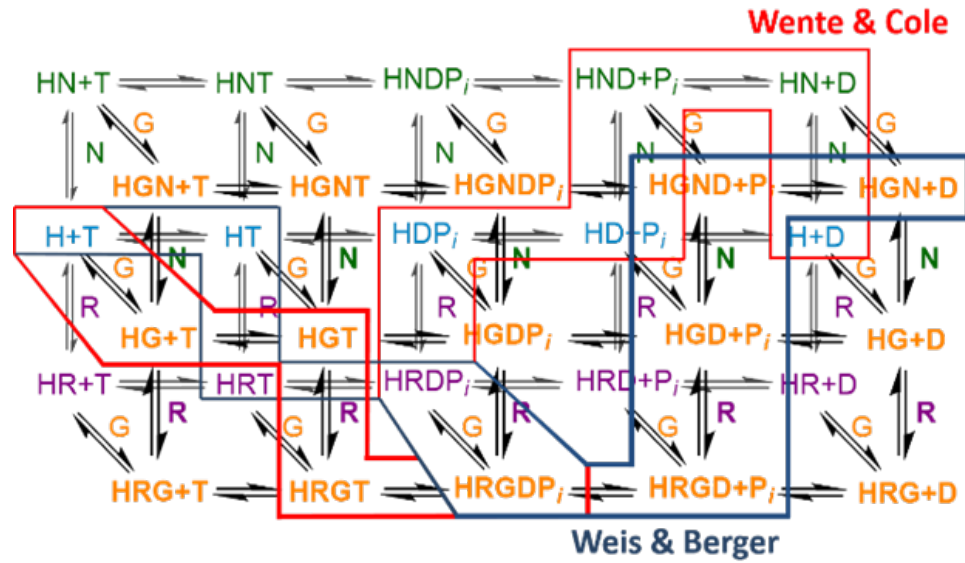 Wente & Cole
HN+T HNT HNDPi HND+Pi HN+D
G G G G G
N N N N N
HGN+T HGNT HGNDPi HGND+Pi HGN+D
H+T HT HDPi HD+Pi H+D
N N N N N
G G G G G
R R R R R
HG+T HGT HGDPi HGD+Pi HG+D
HR+T HRT HRDPi HRD+Pi HR+D
R R R R R
G G G G G
HRG+T HRGT HRGDPi HRGD+Pi HRG+D
Weis & Berger